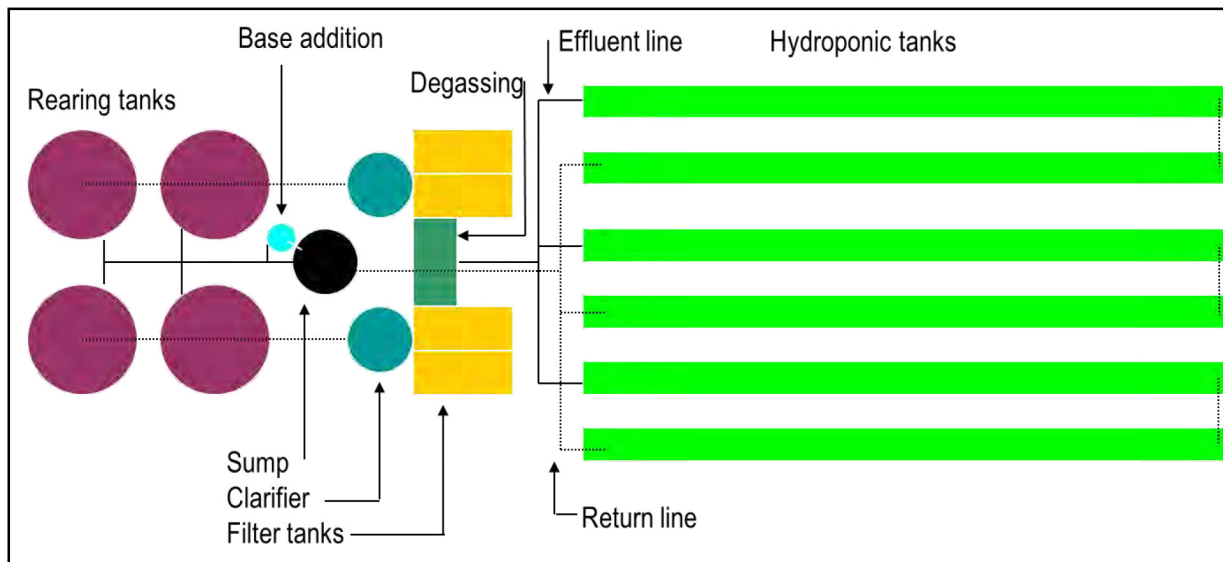 Base addition
Effluent line
Hydroponic tanks
Degassing
Rearing tanks
Sump
Clarifier
Filter tanks
Return line